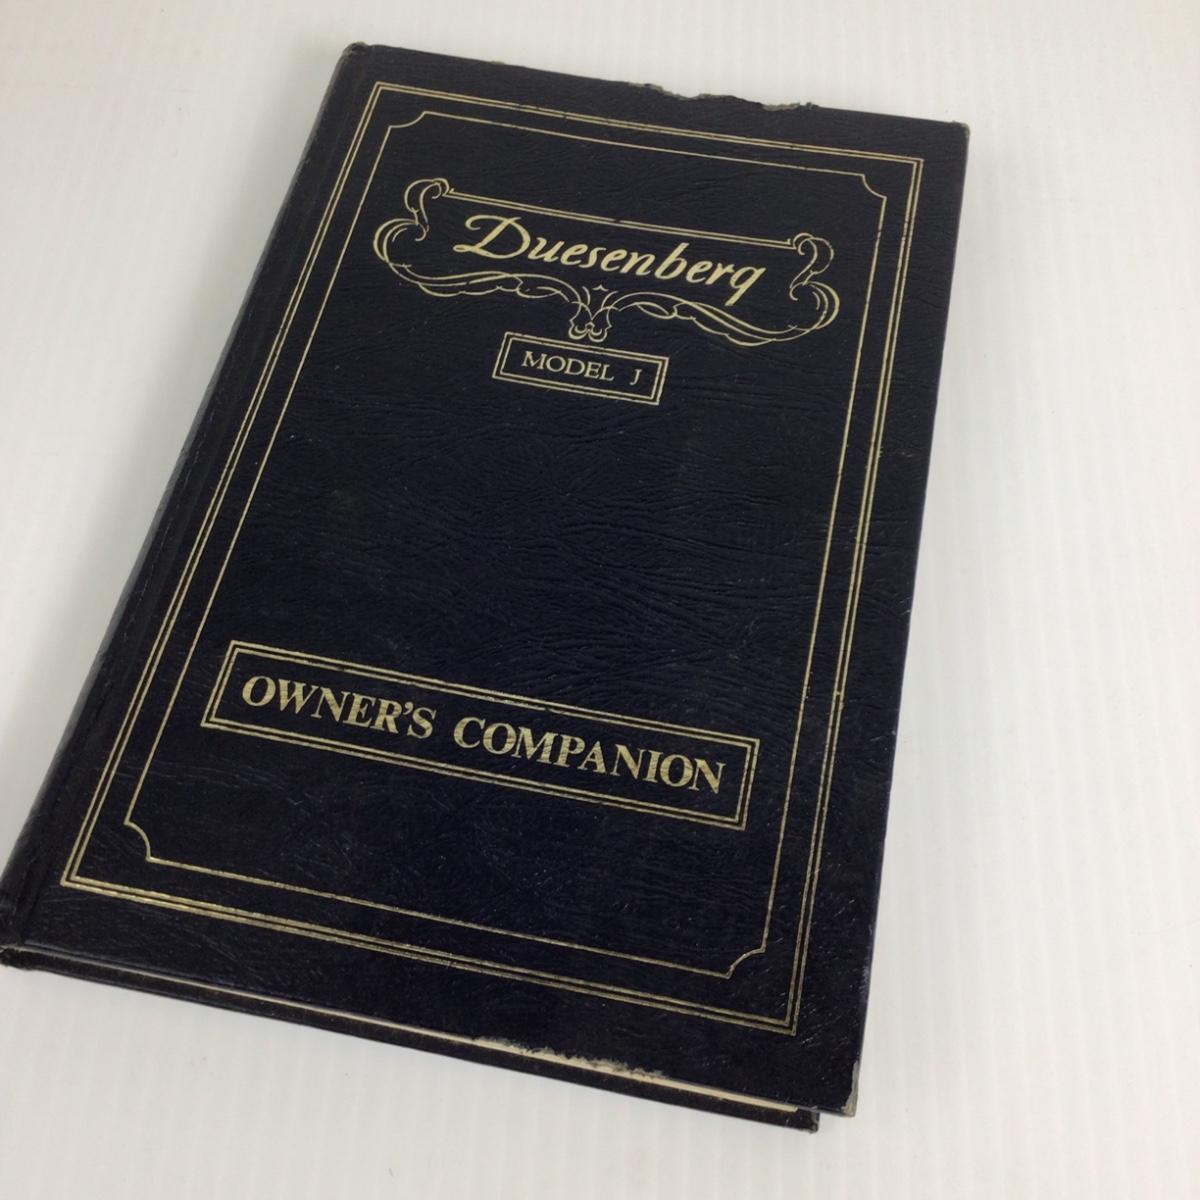 Duesenberg
MODEL J
OWNER'S COMPANION